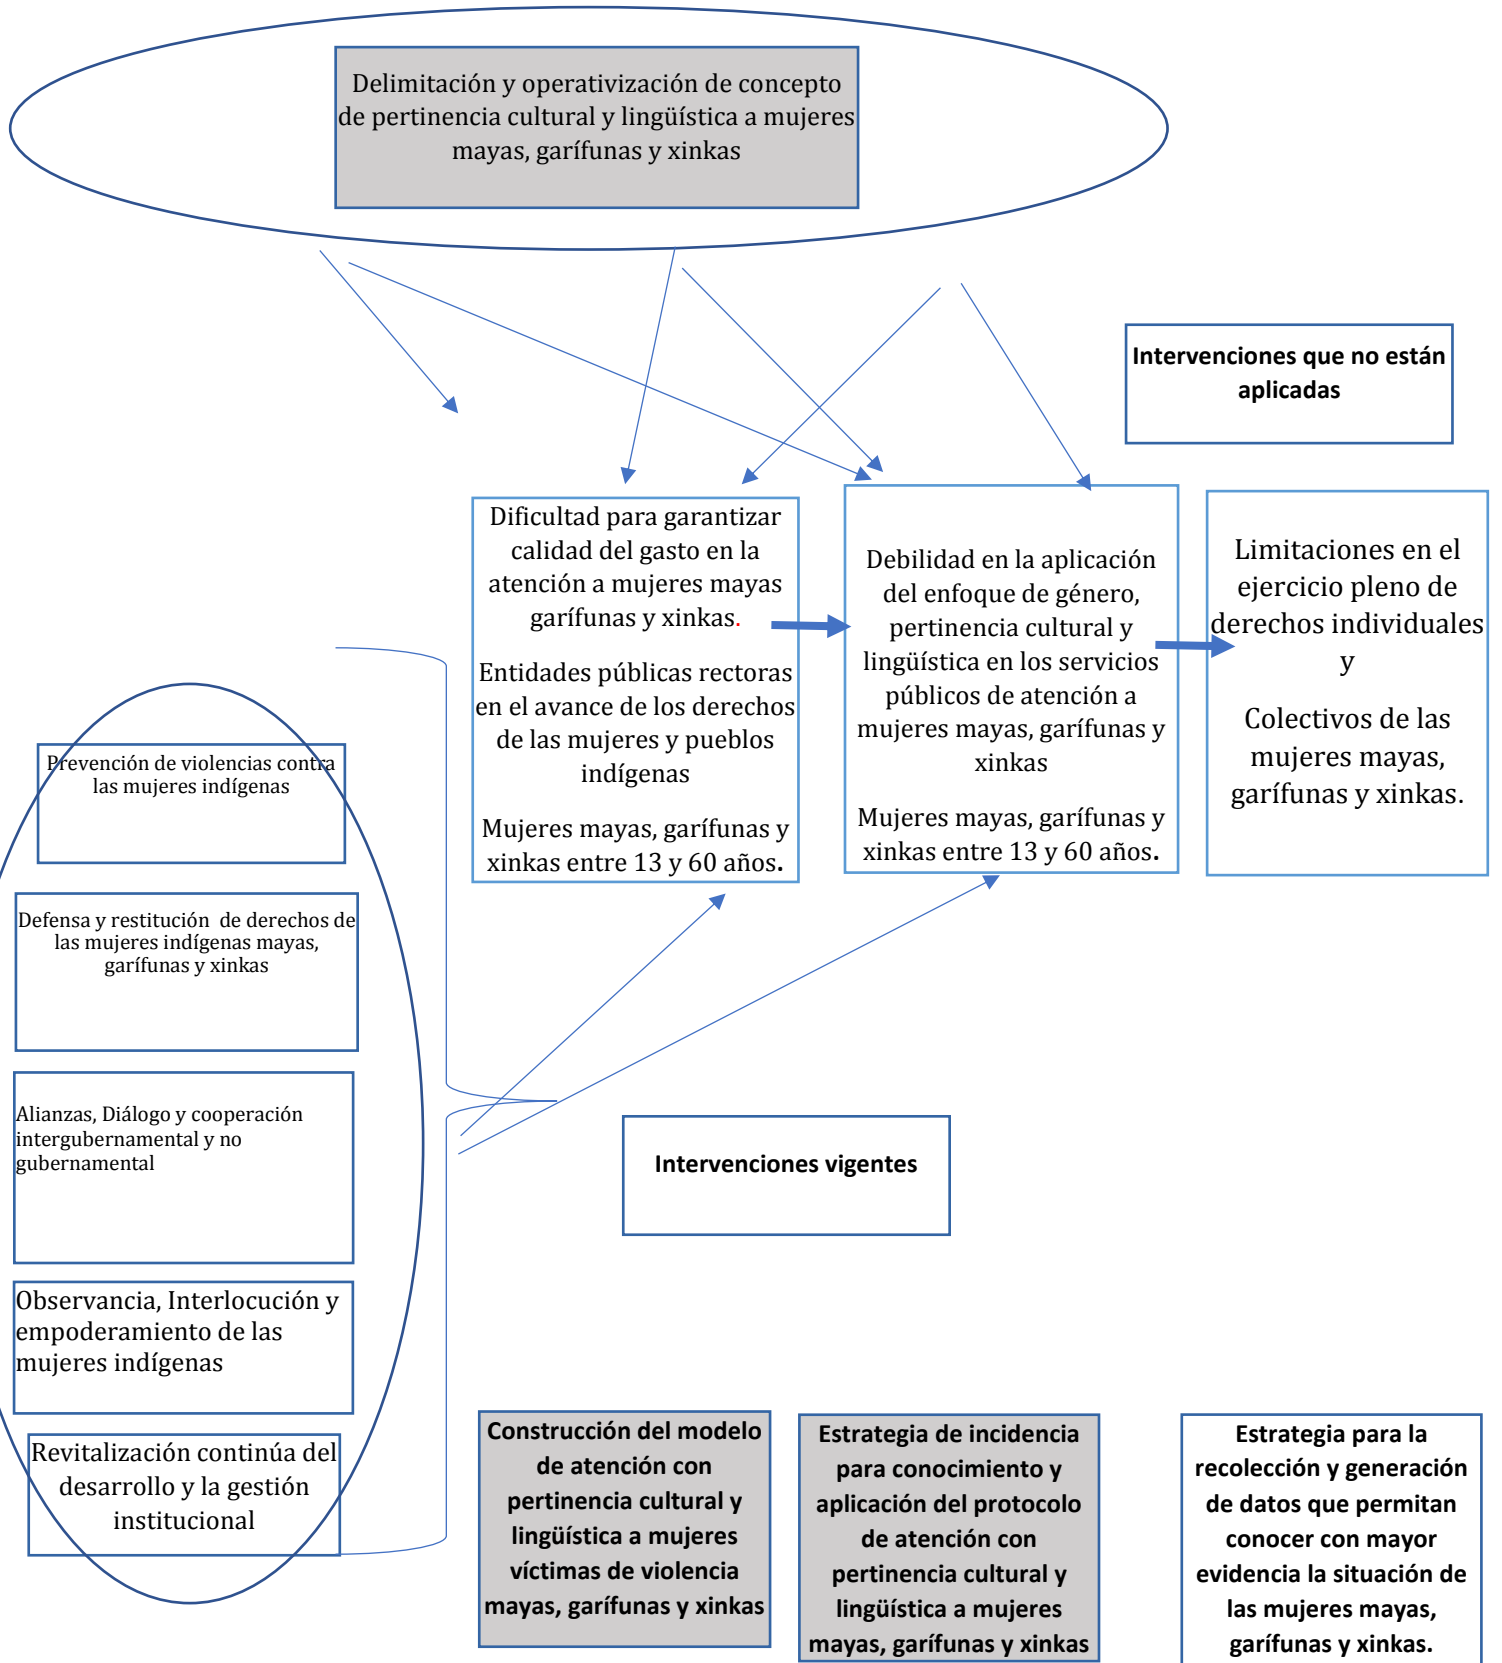 Delimitación y operativización de concepto
de pertinencia cultural y lingüística a mujeres
mayas, garífunas y xinkas
Intervenciones que no están
aplicadas
Dificultad para garantizar
calidad del gasto en la
atención a mujeres mayas
garífunas y xinkas.
Entidades públicas rectoras
en el avance de los derechos
de las mujeres y pueblos
indígenas
Mujeres mayas, garífunas y
xinkas entre 13 y 60 años.
Debilidad en la aplicación
del enfoque de género,
pertinencia cultural y
lingüística en los servicios
públicos de atención a
mujeres mayas, garífunas y
xinkas
Mujeres mayas, garífunas y
xinkas entre 13 y 60 años.
Limitaciones en el
ejercicio pleno de
derechos individuales
y
Colectivos de las
mujeres mayas,
garífunas y xinkas.
Prevención de violencias contra
las mujeres indígenas
Defensa y restitución de derechos de
las mujeres indígenas mayas,
garífunas y xinkas
Alianzas, Diálogo y cooperación
intergubernamental y no
gubernamental
Observancia, Interlocución y
empoderamiento de las
mujeres indígenas
Revitalización continúa del
desarrollo y la gestión
institucional
Intervenciones vigentes
Construcción del modelo
de atención con
pertinencia cultural y
lingüística a mujeres
víctimas de violencia
mayas, garífunas y xinkas
Estrategia de incidencia
para conocimiento y
aplicación del protocolo
de atención con
pertinencia cultural y
lingüística a mujeres
mayas, garífunas y xinkas
Estrategia para la
recolección y generación
de datos que permitan
conocer con mayor
evidencia la situación de
las mujeres mayas,
garífunas y xinkas.